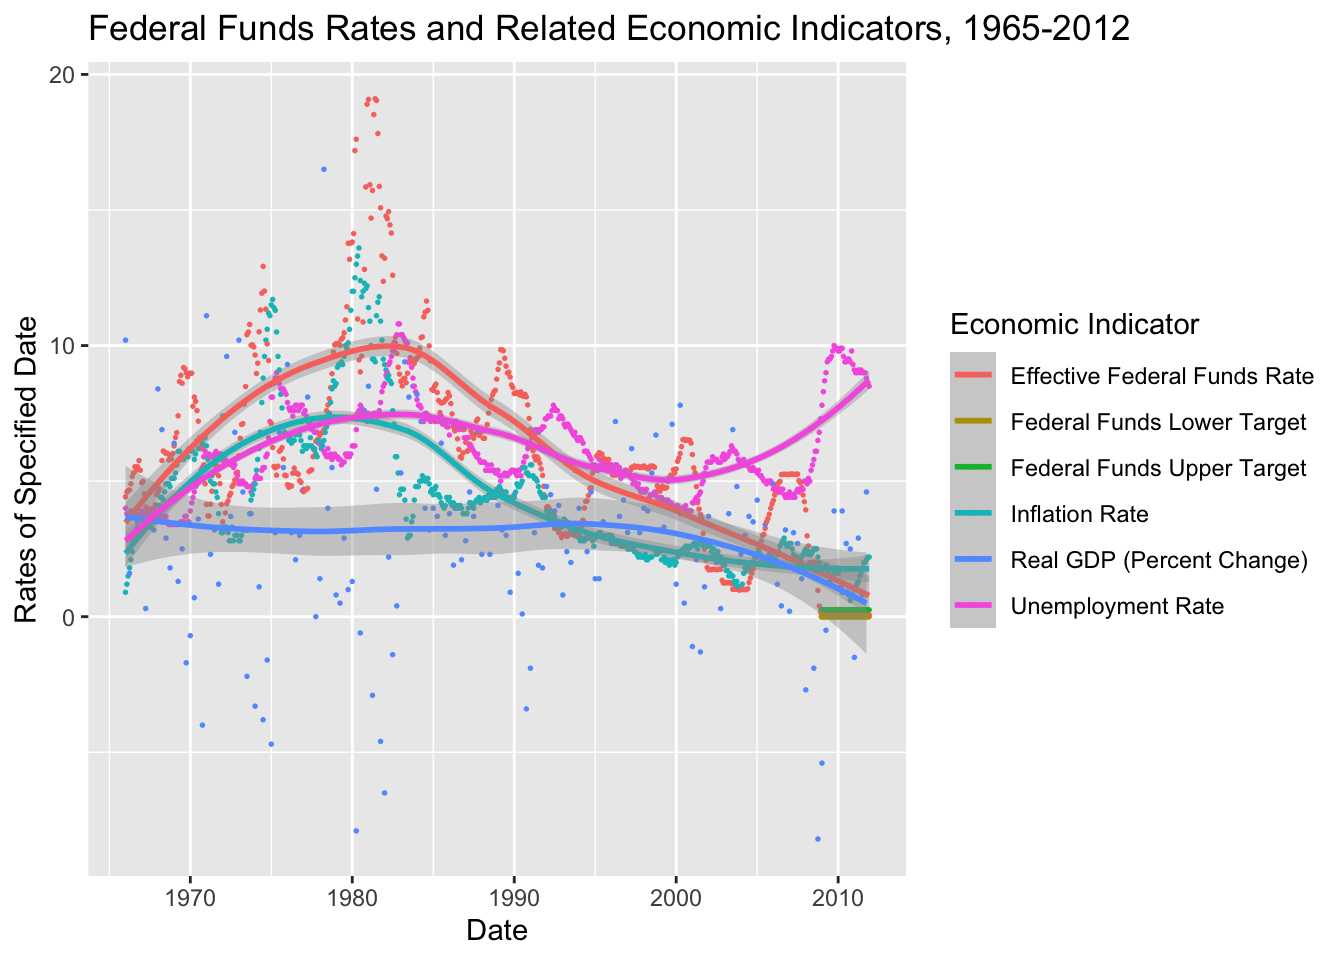 Federal Funds Rates and Related Economic Indicators, 1965-2012
20
10
0
Rates of Specified Date
1970
1980
1990
2000
2010
Date
Economic Indicator
Effective Federal Funds Rate
Federal Funds Lower Target
Federal Funds Upper Target
Inflation Rate
Real GDP (Percent Change)
Unemployment Rate